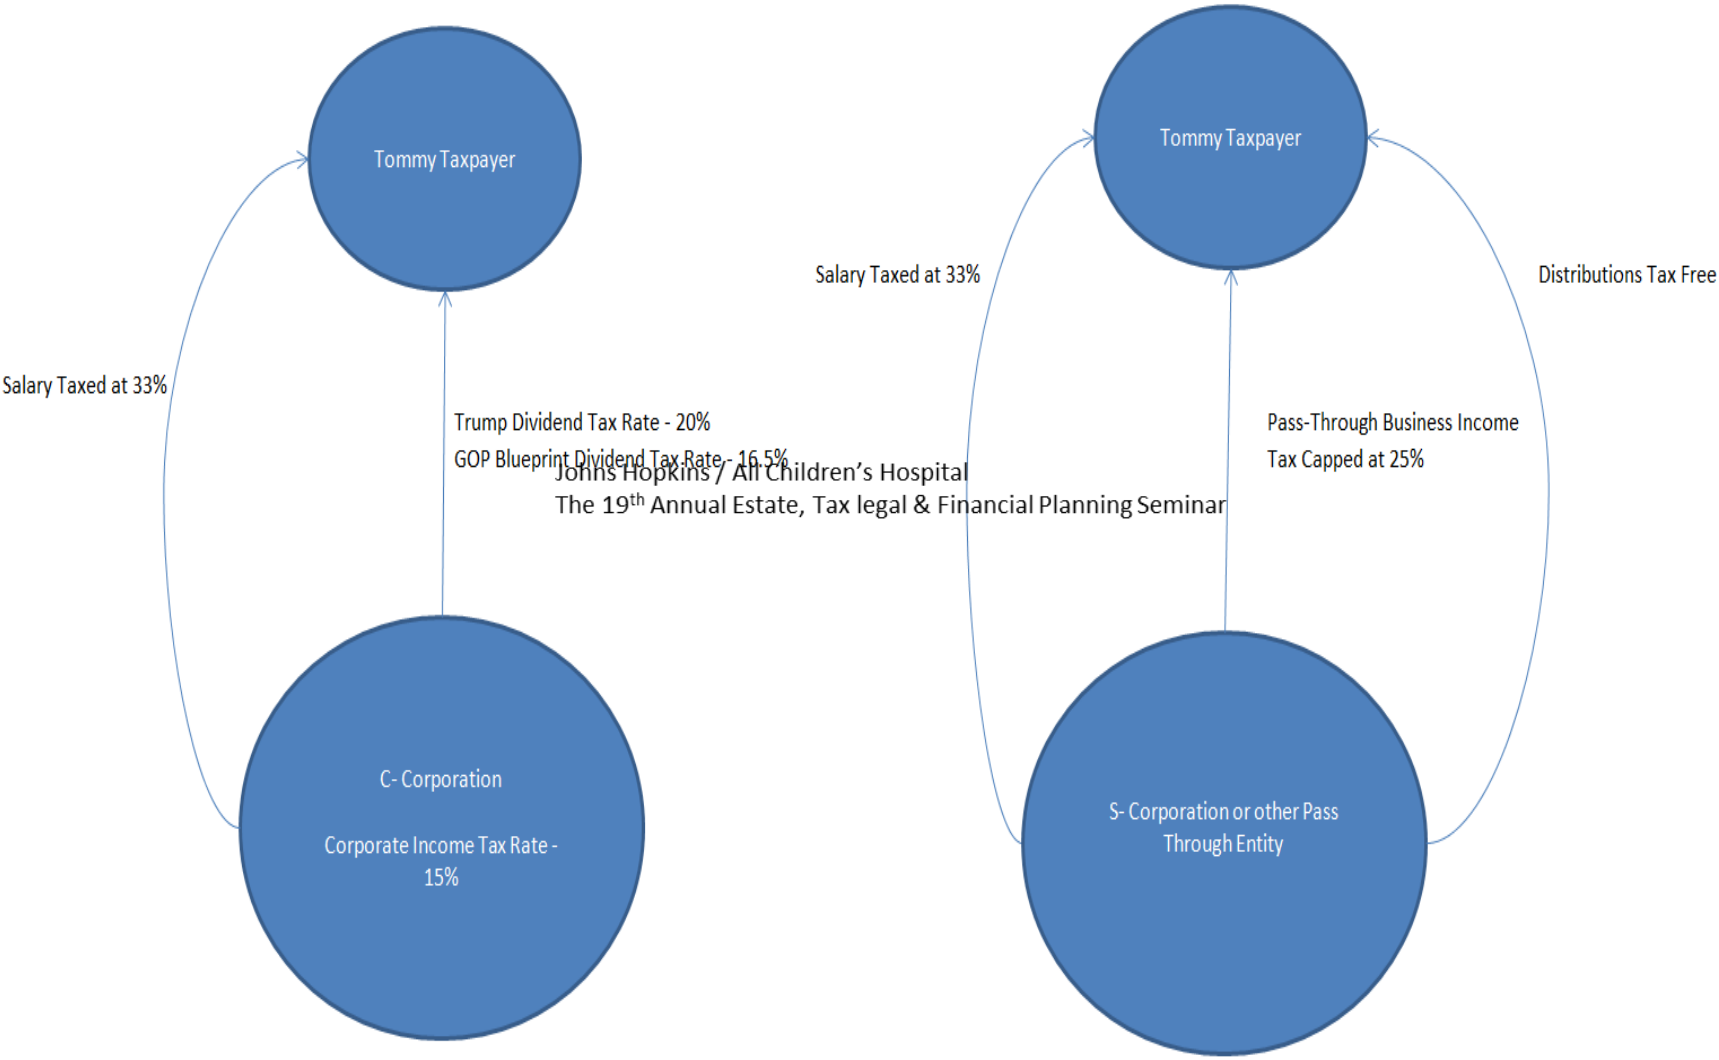 Tommy Taxpayer
Salary Taxed at 33%
Trump Dividend Tax Rate - 20%
GOP Blueprint Dividend Tax Rate - 16.5%
C- Corporation
Corporate Income Tax Rate -
15%
Johns Hopkins / All Children’s Hospital
The 19th Annual Estate, Tax legal & Financial Planning Seminar
Tommy Taxpayer
Salary Taxed at 33%
Distributions Tax Free
Pass-Through Business Income
Tax Capped at 25%
S- Corporation or other Pass
Through Entity